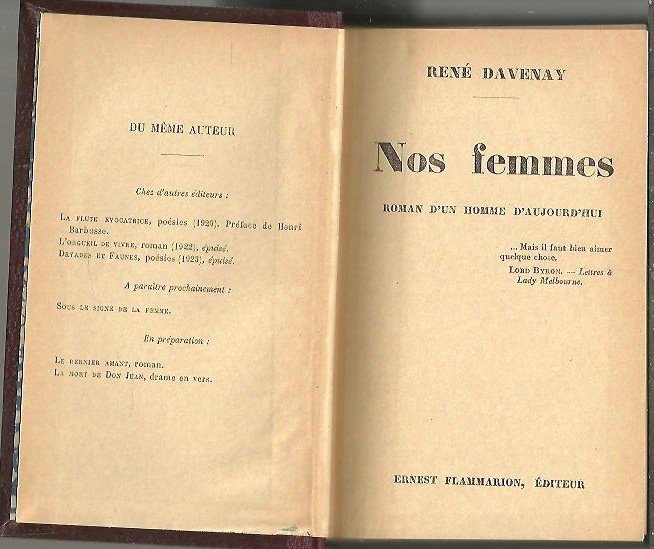 DU MÊME AUTEUR
Chez d'autres éditeurs :
LA FLUTE EVOCATRICE, poésies (1920). Préface de Henri
Barbusse.
L'ORGUEIL DE VIVRE, roman (1922), épuisé.
DRYADES ET FAUNES, poésies (1923), épuisé.
A paraître prochainement :
SOUS LE SIGNE DE LA FEMME.
En préparation :
LE DERNIER AMANT, roman.
LA MORT DE DON JUAN, drame en vers.
RENÉ DAVENAY
Nos femmes
ROMAN D'UN HOMME D'AUJOURD'HUI
... Mais il faut bien aimer
quelque chose.
LORD BYRON. — Lettres à
Lady Melbourne.
ERNEST FLAMMARION, ÉDITEUR